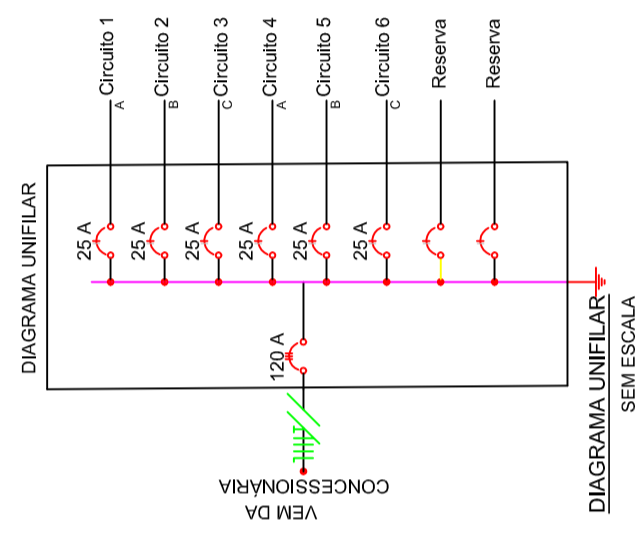 DIAGRAMA UNIFILAR
Circuito 1
A
25 A
Circuito 2
B
25 A
Circuito 3
C
25 A
Circuito 4
A
25 A
Circuito 5
B
25 A
Circuito 6
C
25 A
Reserva
Reserva
120 A
VEM DA
CONCESSIONÁRIA
DIAGRAMA UNIFILAR
SEM ESCALA